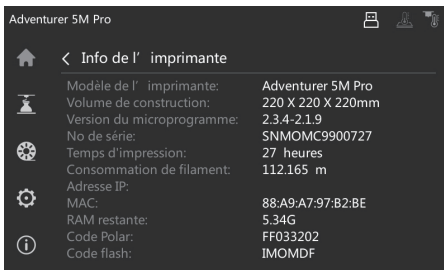 Adventurer 5M Pro
Info de l’ imprimante
Modèle de l’ imprimante: Adventurer 5M Pro
Volume de construction: 220 X 220 X 220mm
Version du microprogramme: 2.3.4-2.1.9
No de série: SNMOMC9900727
Temps d'impression: 27 heures
Consommation de filament: 112.165 m
Adresse IP:
MAC: 88:A9:A7:97:B2:BE
RAM restante: 5.34G
Code Polar: FF033202
Code flash: IMOMDF